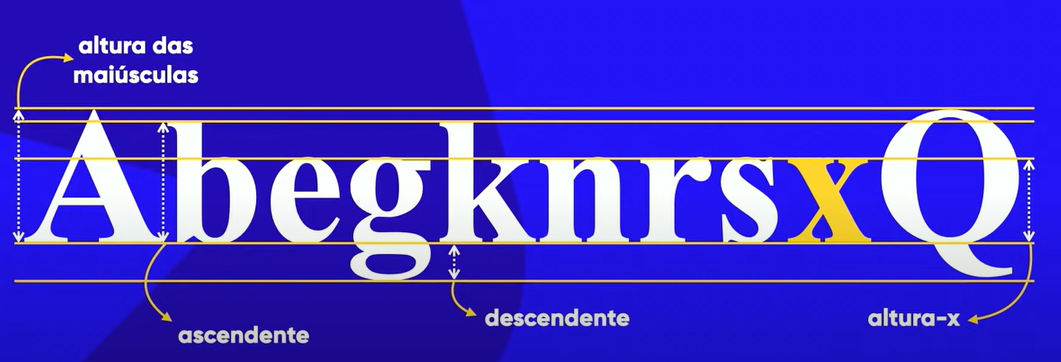 altura das
maiúsculas
AbegknrsxQ
ascendente
descendente
altura-x